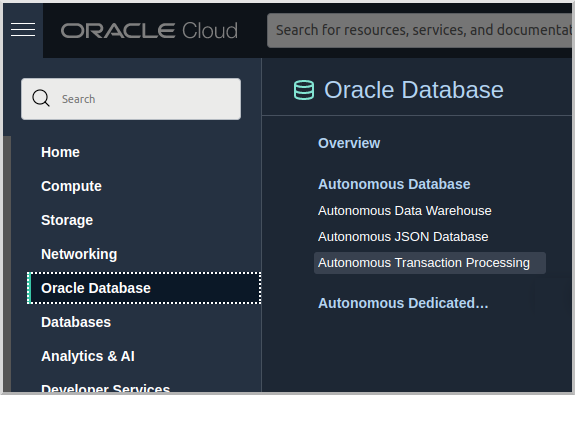 ORACLE Cloud
Search for resources, services, and documentat
Search
Home
Compute
Storage
Networking
Oracle Database
Databases
Analytics & AI
Developer Services
Oracle Database
Overview
Autonomous Database
Autonomous Data Warehouse
Autonomous JSON Database
Autonomous Transaction Processing
Autonomous Dedicated…